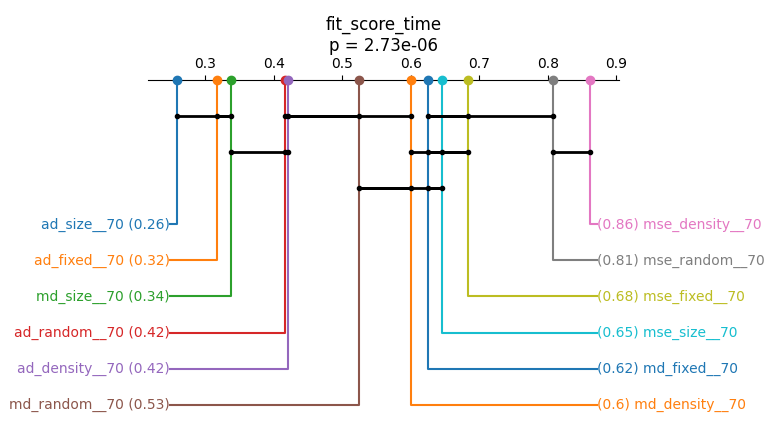 fit_score_time
p = 2.73e-06
0.3 0.4 0.5 0.6 0.7 0.8 0.9
ad_size__70 (0.26) (0.86) mse_density__70
ad_fixed__70 (0.32) (0.81) mse_random__70
md_size__70 (0.34) (0.68) mse_fixed__70
ad_random__70 (0.42) (0.65) mse_size__70
ad_density__70 (0.42) (0.62) md_fixed__70
md_random__70 (0.53) (0.6) md_density__70